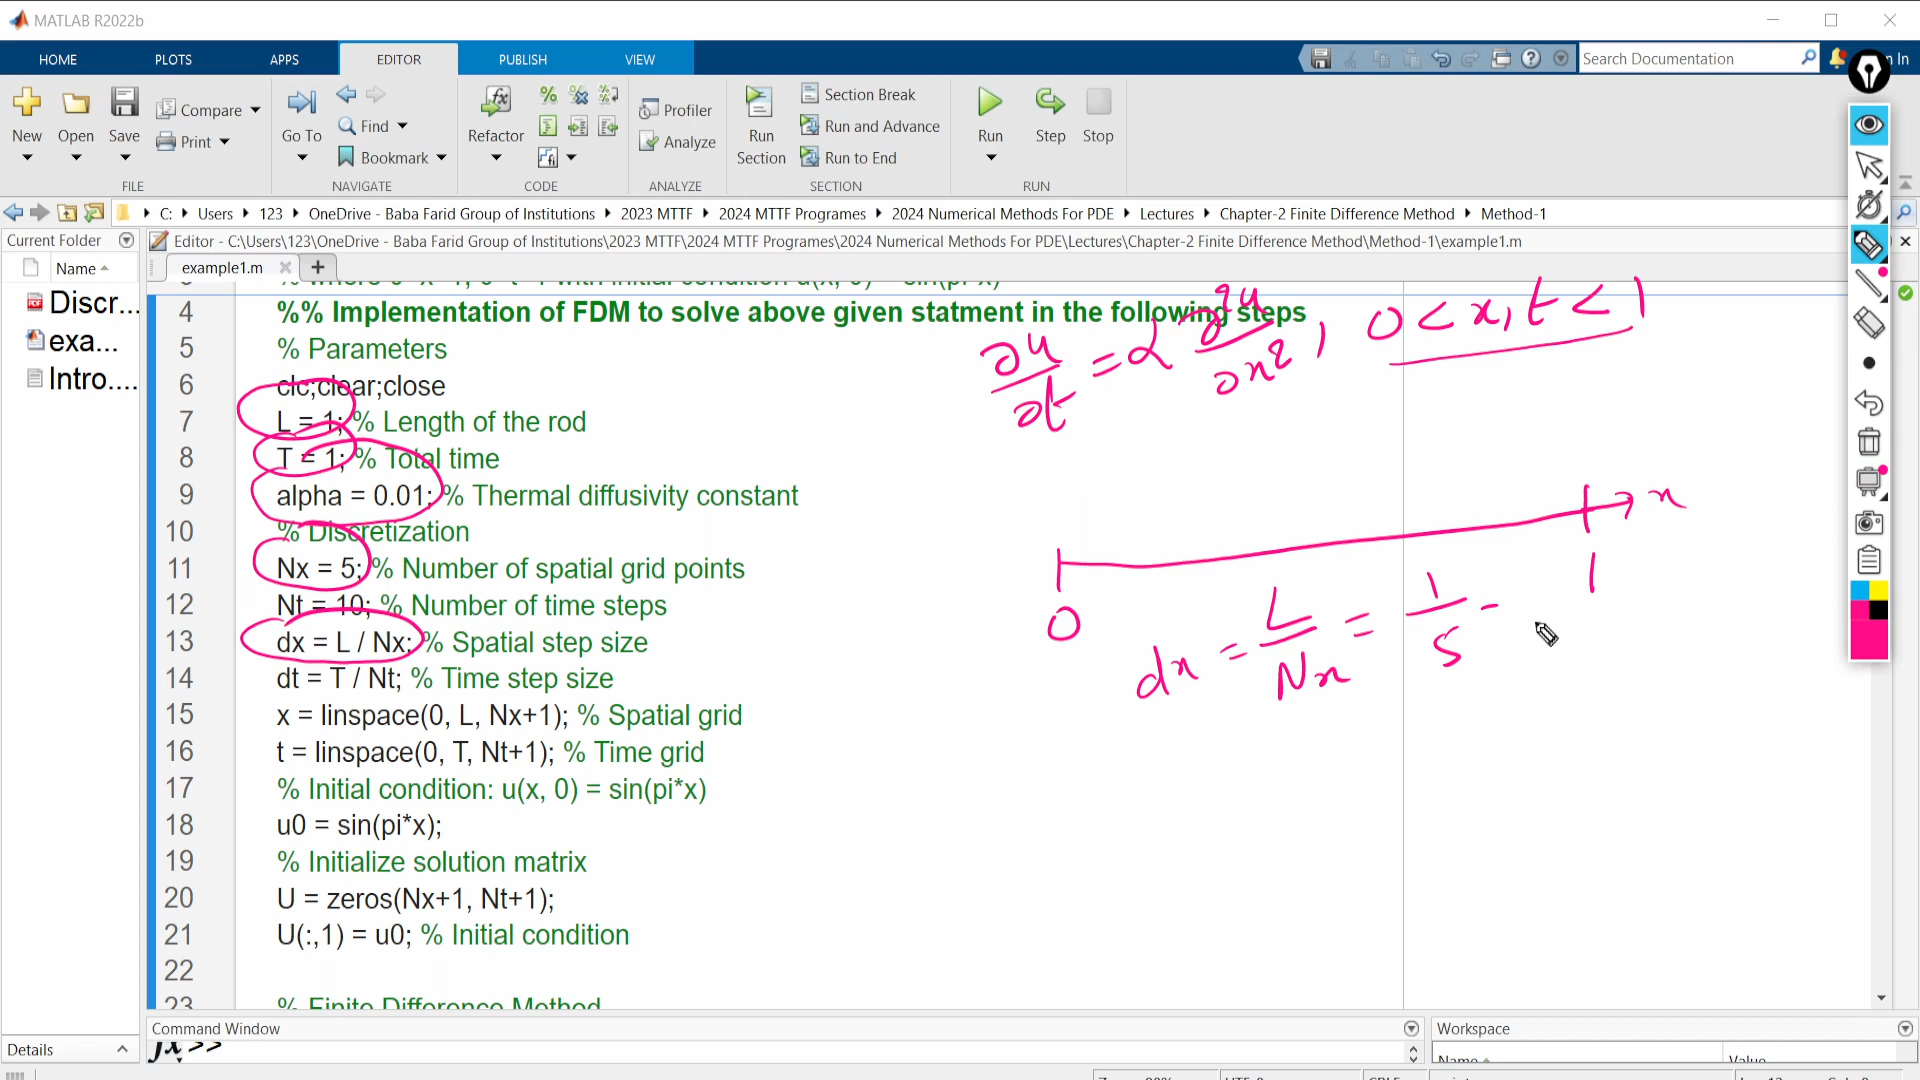 MATLAB R2022b
HOME PLOTS APPS EDITOR PUBLISH VIEW Search Documentation n In
New Open Save Compare Print Go To Find Bookmark Refactor Profiler Analyze Run Section Section Break Run and Advance Run to End Run Step Stop
FILE NAVIGATE CODE ANALYZE SECTION RUN
C: Users 123 OneDrive - Baba Farid Group of Institutions 2023 MTTF 2024 MTTF Programes 2024 Numerical Methods For PDE Lectures Chapter-2 Finite Difference Method Method-1
Current Folder
Editor - C:\Users\123\OneDrive - Baba Farid Group of Institutions\2023 MTTF\2024 MTTF Programes\2024 Numerical Methods For PDE\Lectures\Chapter-2 Finite Difference Method\Method-1\example1.m
Name
example1.m
Discr...
exa...
Intro....
4 %% Implementation of FDM to solve above given statment in the following steps
5 % Parameters
6 clc;clear;close
7 L = 1; % Length of the rod
8 T = 1; % Total time
9 alpha = 0.01; % Thermal diffusivity constant
10 % Discretization
11 Nx = 5; % Number of spatial grid points
12 Nt = 10; % Number of time steps
13 dx = L / Nx; % Spatial step size
14 dt = T / Nt; % Time step size
15 x = linspace(0, L, Nx+1); % Spatial grid
16 t = linspace(0, T, Nt+1); % Time grid
17 % Initial condition: u(x, 0) = sin(pi*x)
18 u0 = sin(pi*x);
19 % Initialize solution matrix
20 U = zeros(Nx+1, Nt+1);
21 U(:,1) = u0; % Initial condition
22
23 % Finite Difference Method
∂u/∂t = α ∂²u/∂x², 0 < x, t < 1
x
0 1
dx = L/Nx = 1/5 =
Command Window
fx >>
Workspace
Name Value
Details